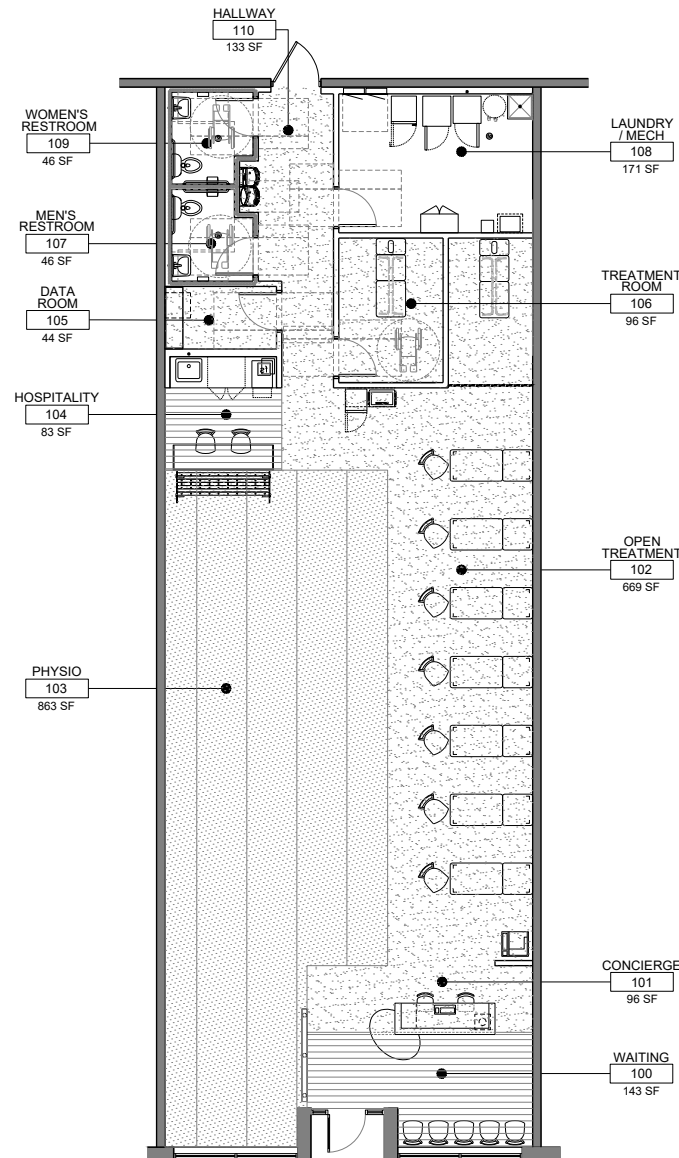 HALLWAY
110
133 SF
WOMEN'S
RESTROOM
109
46 SF
LAUNDRY
/ MECH
108
171 SF
MEN'S
RESTROOM
107
46 SF
DATA
ROOM
105
44 SF
TREATMENT
ROOM
106
96 SF
HOSPITALITY
104
83 SF
OPEN
TREATMENT
102
669 SF
PHYSIO
103
863 SF
CONCIERGE
101
96 SF
WAITING
100
143 SF